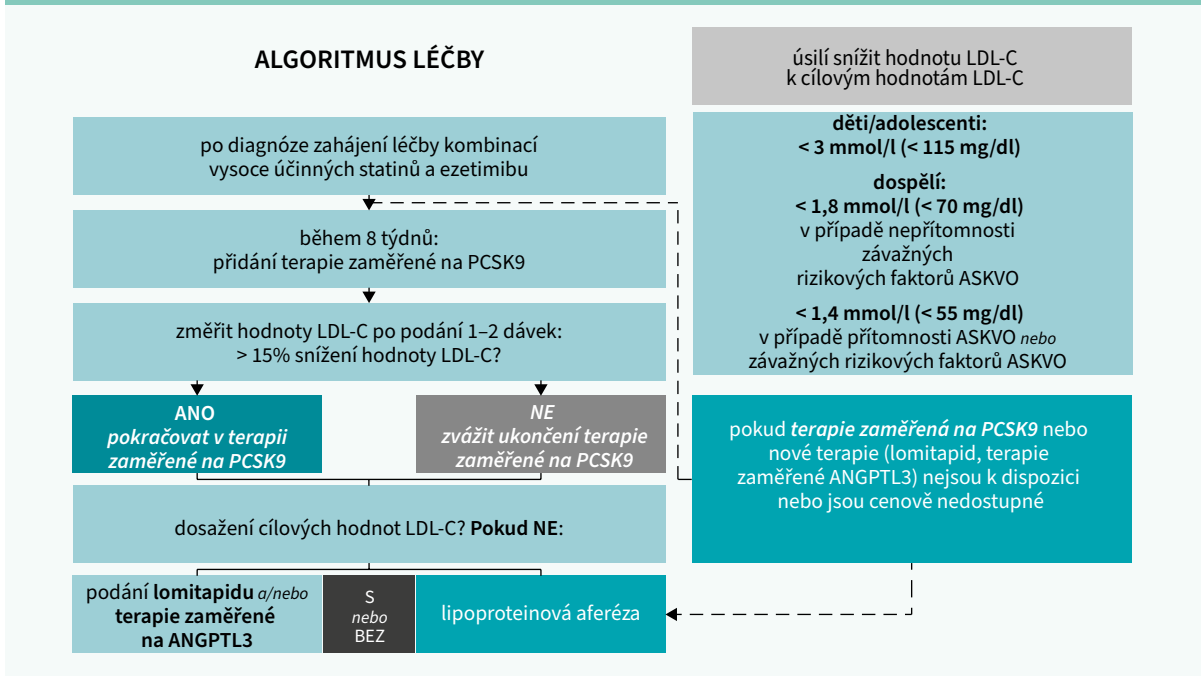 ALGORITMUS LÉČBY
po diagnóze zahájení léčby kombinací
vysoce účinných statinů a ezetimibu
během 8 týdnů:
přidání terapie zaměřené na PCSK9
změřit hodnoty LDL-C po podání 1–2 dávek:
> 15% snížení hodnoty LDL-C?
ANO
pokračovat v terapii
zaměřené na PCSK9
NE
zvážit ukončení terapie
zaměřené na PCSK9
dosažení cílových hodnot LDL-C? Pokud NE:
podání lomitapidu a/nebo
terapie zaměřené
na ANGPTL3
S
nebo
BEZ
lipoproteinová aferéza
úsilí snížit hodnotu LDL-C
k cílovým hodnotám LDL-C
děti/adolescenti:
< 3 mmol/l (< 115 mg/dl)
dospělí:
< 1,8 mmol/l (< 70 mg/dl)
v případě nepřítomnosti
závažných
rizikových faktorů ASKVO
< 1,4 mmol/l (< 55 mg/dl)
v případě přítomnosti ASKVO nebo
závažných rizikových faktorů ASKVO
pokud terapie zaměřená na PCSK9 nebo
nové terapie (lomitapid, terapie
zaměřené ANGPTL3) nejsou k dispozici
nebo jsou cenově nedostupné